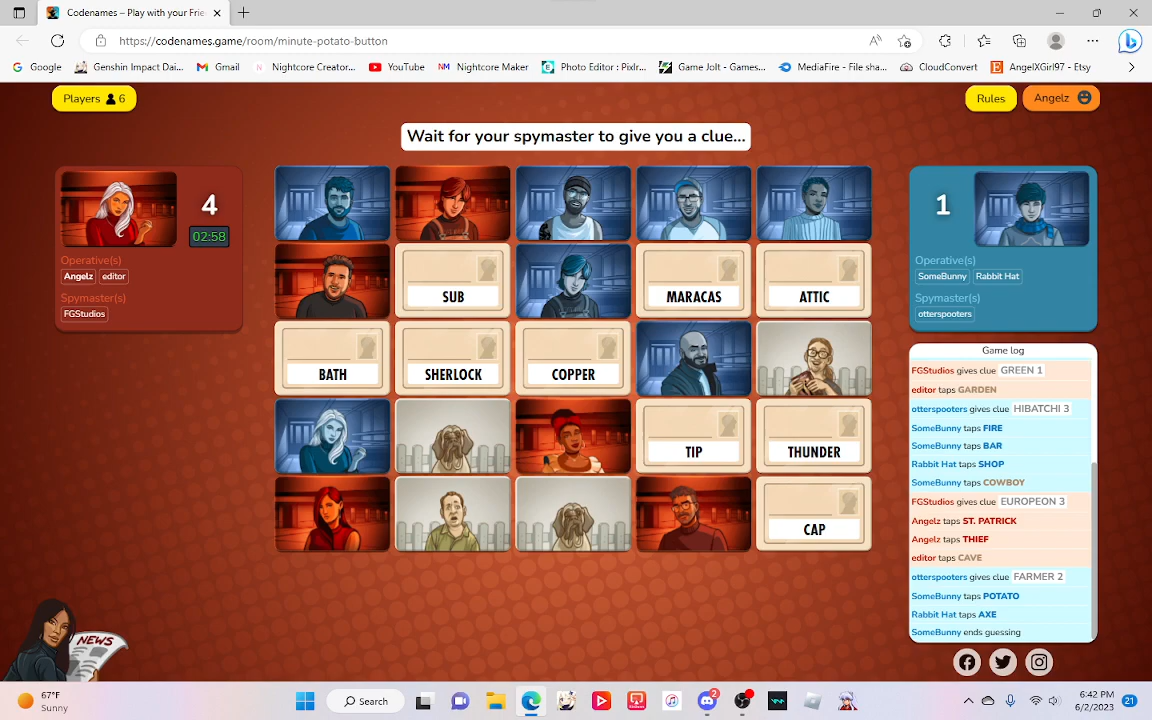 Codenames – Play with your Frie
https://codenames.game/room/minute-potato-button
Google
Genshin Impact Dai...
Gmail
Nightcore Creator...
YouTube
NM Nightcore Maker
Photo Editor : Pixlr...
Game Jolt - Games...
MediaFire - File sha...
CloudConvert
AngelXGirl97 - Etsy
Players 6
Rules
Angelz
Wait for your spymaster to give you a clue...
4
02:58
Operative(s)
Angelz editor
Spymaster(s)
FGStudios
SUB
MARACAS
ATTIC
BATH
SHERLOCK
COPPER
TIP
THUNDER
CAP
1
Operative(s)
SomeBunny Rabbit Hat
Spymaster(s)
otterspooters
Game log
FGStudios gives clue GREEN 1
editor taps GARDEN
otterspooters gives clue HIBATCHI 3
SomeBunny taps FIRE
SomeBunny taps BAR
Rabbit Hat taps SHOP
SomeBunny taps COWBOY
FGStudios gives clue EUROPEON 3
Angelz taps ST. PATRICK
Angelz taps THIEF
editor taps CAVE
otterspooters gives clue FARMER 2
SomeBunny taps POTATO
Rabbit Hat taps AXE
SomeBunny ends guessing
NEWS
67°F
Sunny
Search
2
6:42 PM
6/2/2023
21